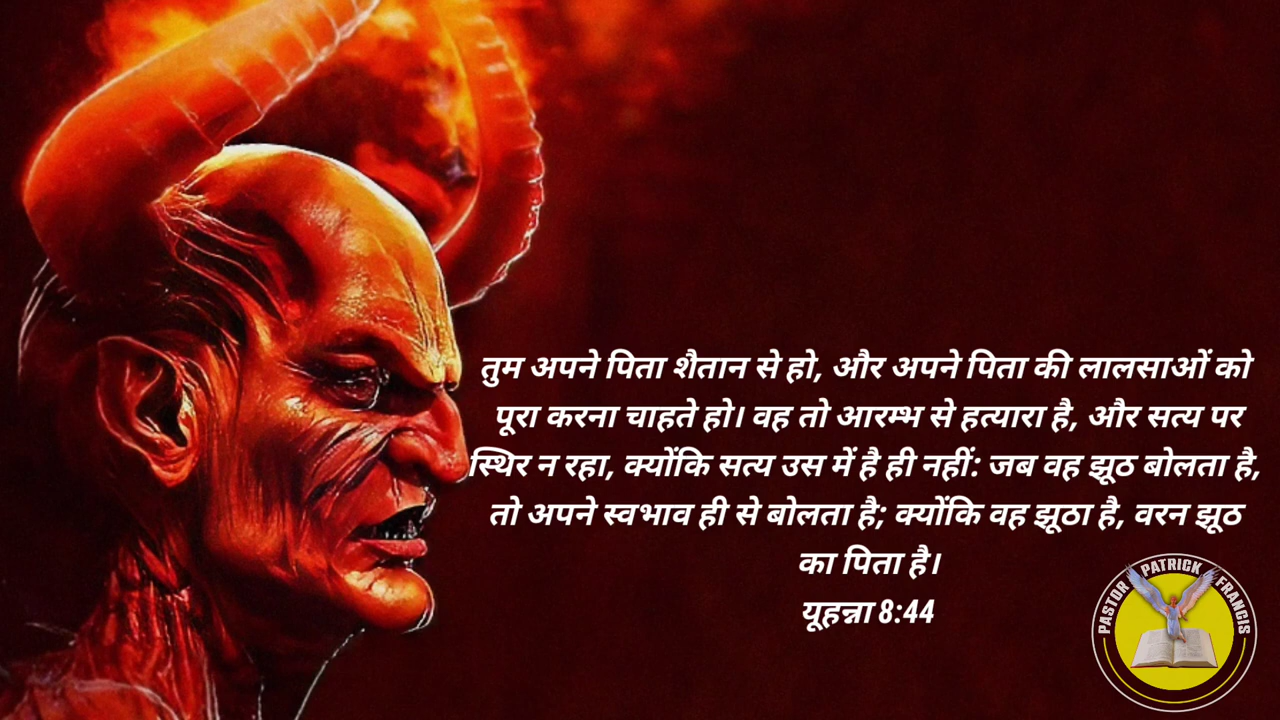 तुम अपने पिता शैतान से हो, और अपने पिता की लालसाओं को
पूरा करना चाहते हो। वह तो आरम्भ से हत्यारा है, और सत्य पर
स्थिर न रहा, क्योंकि सत्य उस में है ही नहीं: जब वह झूठ बोलता है,
तो अपने स्वभाव ही से बोलता है; क्योंकि वह झूठा है, वरन झूठ
का पिता है।
यूहन्ना 8:44
PASTOR PATRICK FRANCIS